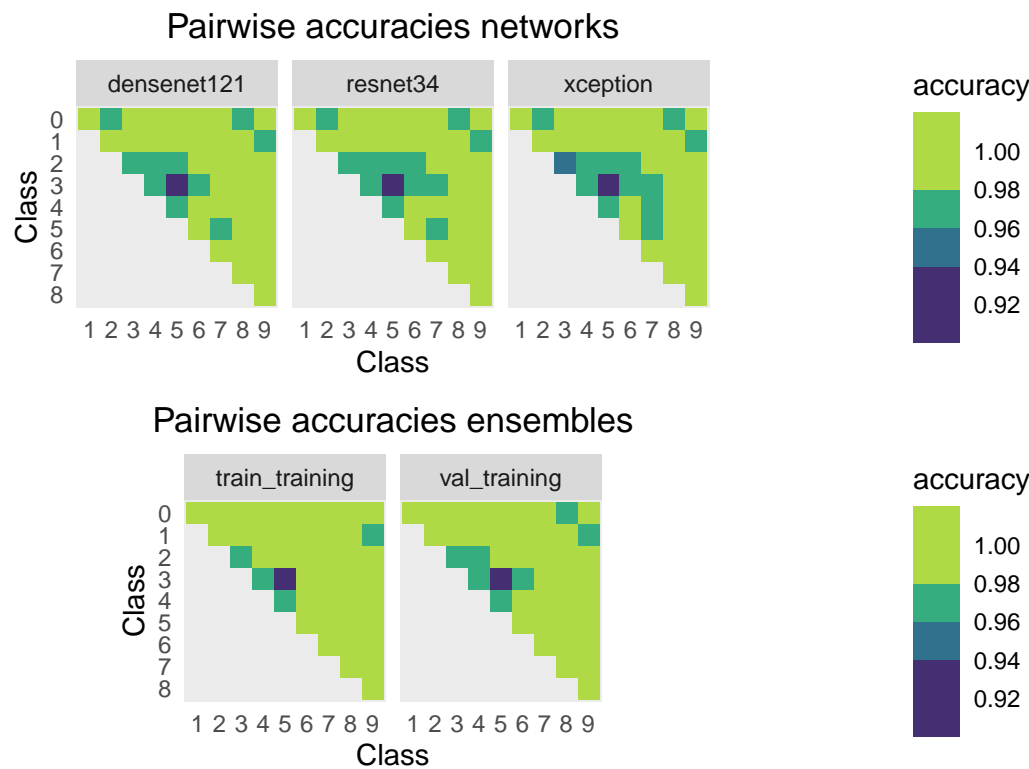 Pairwise accuracies networks
densenet121 resnet34 xception
0
1
2
3
4
5
6
7
8
Class
1 2 3 4 5 6 7 8 9 1 2 3 4 5 6 7 8 9 1 2 3 4 5 6 7 8 9
Class
accuracy
1.00
0.98
0.96
0.94
0.92
Pairwise accuracies ensembles
train_training val_training
0
1
2
3
4
5
6
7
8
Class
1 2 3 4 5 6 7 8 9 1 2 3 4 5 6 7 8 9
Class
accuracy
1.00
0.98
0.96
0.94
0.92